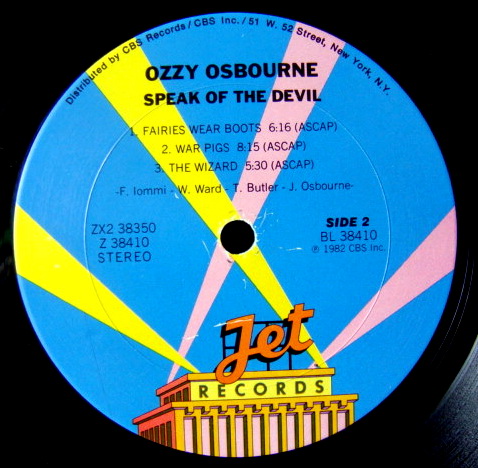 Distributed by CBS Records/CBS Inc./51 W. 52 Street, New York, N.Y.
OZZY OSBOURNE
SPEAK OF THE DEVIL
1. FAIRIES WEAR BOOTS 6:16 (ASCAP)
2. WAR PIGS 8:15 (ASCAP)
3. THE WIZARD 5:30 (ASCAP)
-F. Iommi - W. Ward - T. Butler - J. Osbourne-
ZX2 38350
Z 38410
STEREO
SIDE 2
BL 38410
℗ 1982 CBS Inc.
Jet
RECORDS